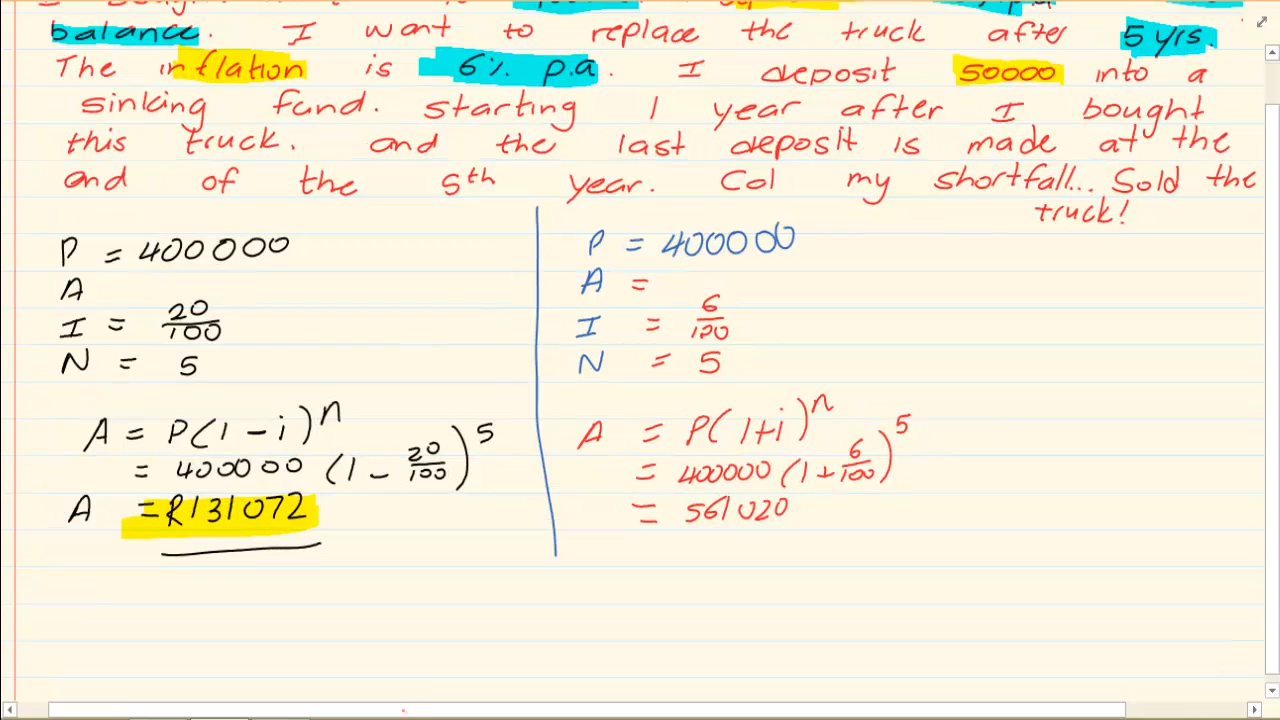 balance. I want to replace the truck after 5 yrs.
The inflation is 6% p.a. I deposit 50000 into a
sinking fund. starting 1 year after I bought
this truck. and the last deposit is made at the
end of the 5th year. Cal my shortfall... Sold the
truck!
P = 400000
A
I = 20/100
N = 5
A = P(1 - i)^n
= 400000 (1 - 20/100)^5
A = R131072
P = 400000
A =
I = 6/100
N = 5
A = P(1+i)^n
= 400000 (1 + 6/100)^5
= 561020